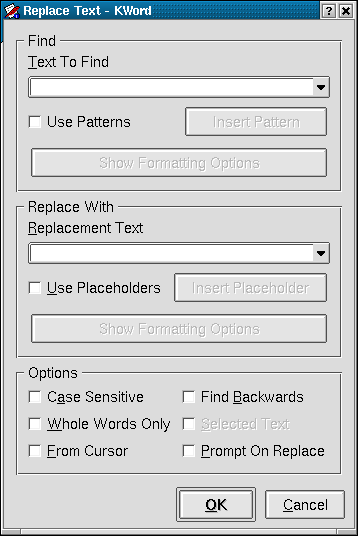 Replace Text - KWord
Find
Text To Find
Use Patterns
Insert Pattern
Show Formatting Options
Replace With
Replacement Text
Use Placeholders
Insert Placeholder
Show Formatting Options
Options
Case Sensitive
Find Backwards
Whole Words Only
Selected Text
From Cursor
Prompt On Replace
OK
Cancel